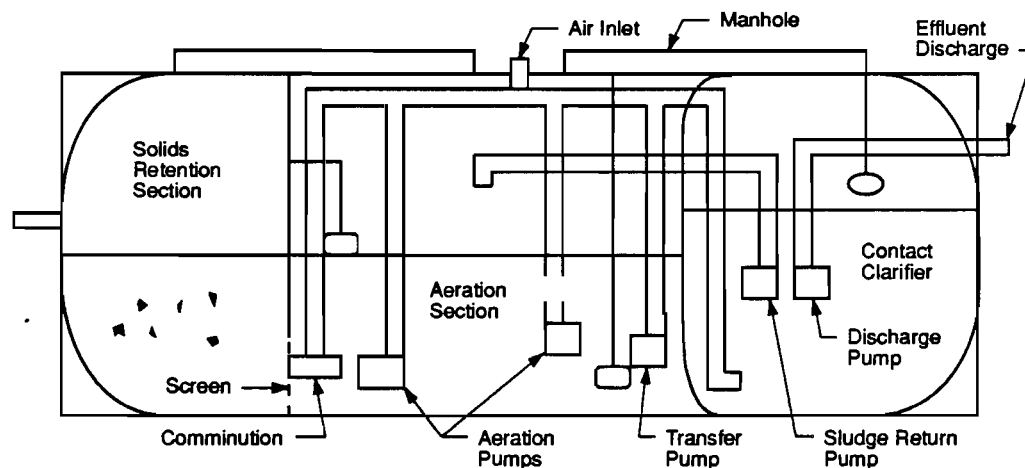 Air Inlet
Manhole
Effluent
Discharge
Solids
Retention
Section
Aeration
Section
Contact
Clarifier
Discharge
Pump
Screen
Comminution
Aeration
Pumps
Transfer
Pump
Sludge Return
Pump